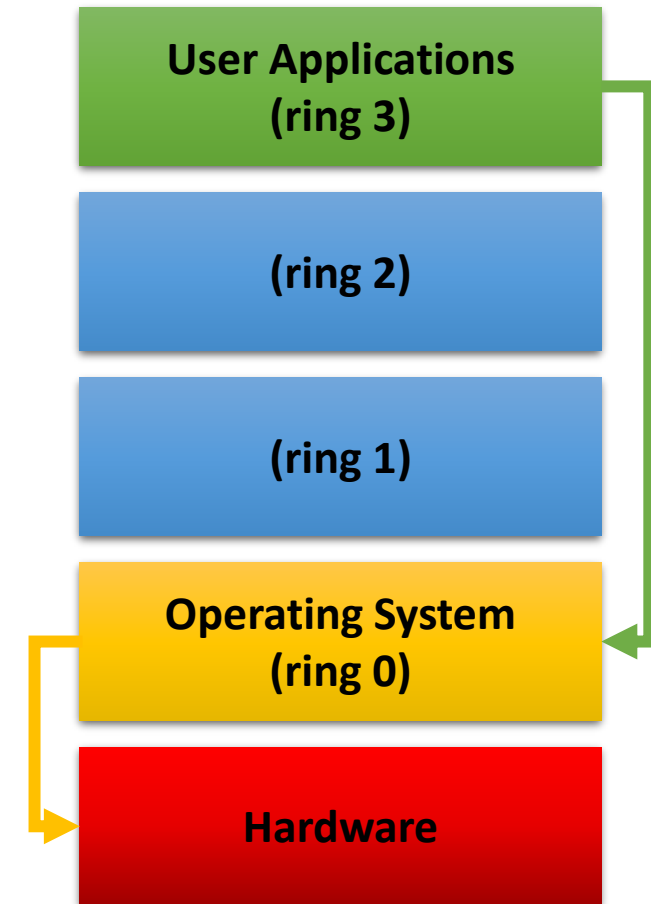 User Applications
(ring 3)
(ring 2)
(ring 1)
Operating System
(ring 0)
Hardware